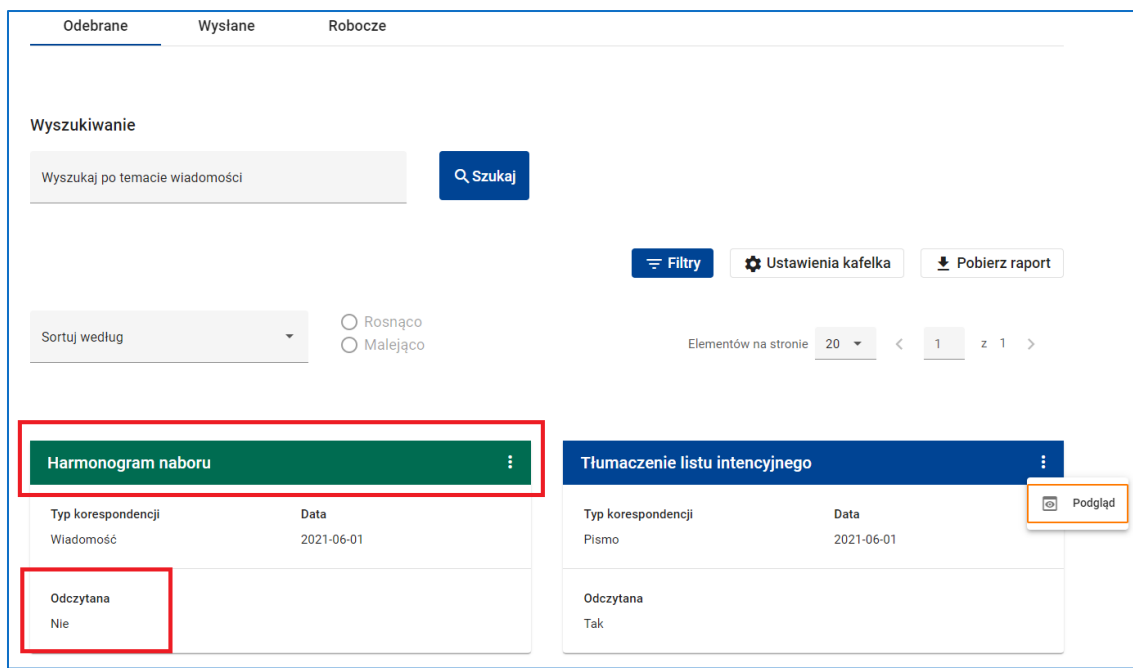 Odebrane Wysłane Robocze
Wyszukiwanie
Wyszukaj po temacie wiadomości Szukaj
Filtry Ustawienia kafelka Pobierz raport
Sortuj według Rosnąco
Malejąco
Elementów na stronie 20 1 z 1
Harmonogram naboru
Typ korespondencji Data
Wiadomość 2021-06-01
Odczytana
Nie
Tłumaczenie listu intencyjnego
Podgląd
Typ korespondencji Data
Pismo 2021-06-01
Odczytana
Tak